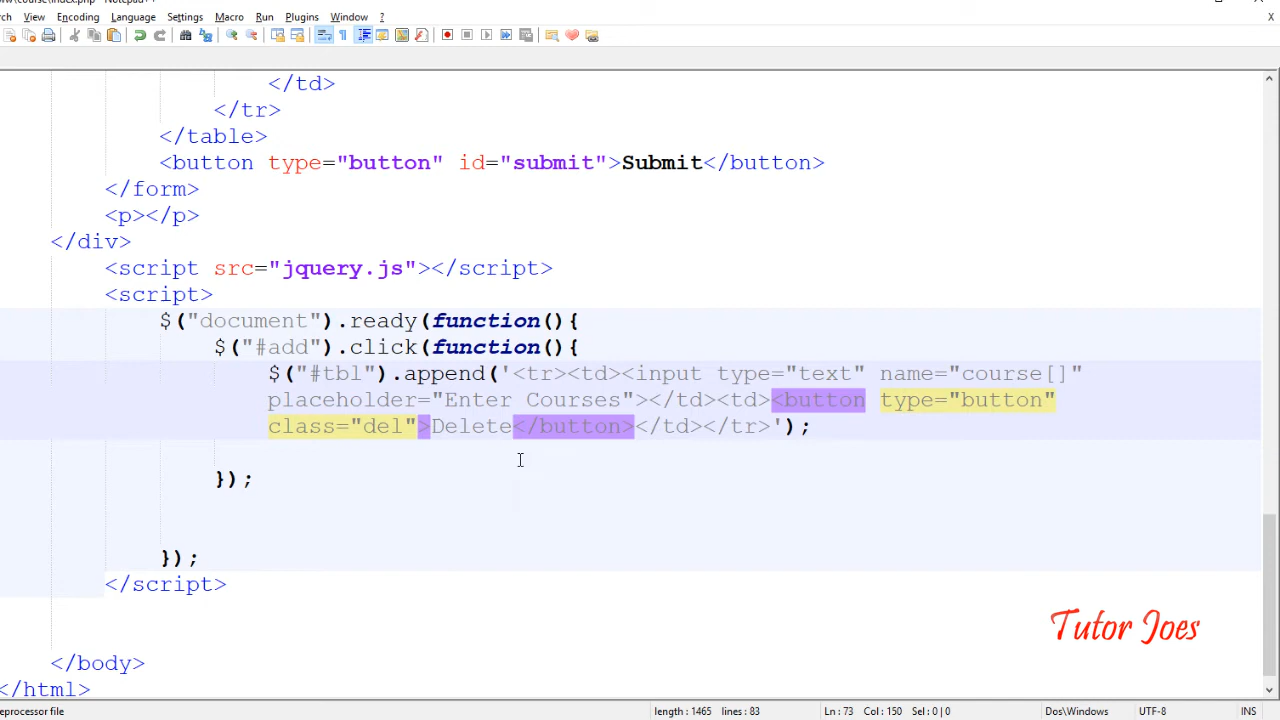 View Encoding Language Settings Macro Run Plugins Window ? X
</td>
</tr>
</table>
<button type="button" id="submit">Submit</button>
</form>
<p></p>
</div>
<script src="jquery.js"></script>
<script>
$("document").ready(function(){
$("#add").click(function(){
$("#tbl").append('<tr><td><input type="text" name="course[]"
placeholder="Enter Courses"></td><td><button type="button"
class="del">Delete</button></td></tr>');
});
});
</script>
Tutor Joes
</body>
</html>
eprocessor file length : 1465 lines : 83 Ln : 73 Col : 150 Sel : 0 | 0 Dos\Windows UTF-8 INS